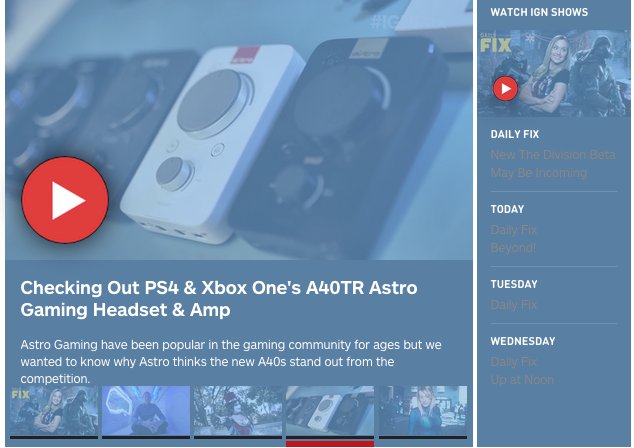 #IGN
Checking Out PS4 & Xbox One's A40TR Astro
Gaming Headset & Amp
Astro Gaming have been popular in the gaming community for ages but we
wanted to know why Astro thinks the new A40s stand out from the
competition.
FIX
WATCH IGN SHOWS
DAILY
FIX
DAILY FIX
New The Division Beta
May Be Incoming
TODAY
Daily Fix
Beyond!
TUESDAY
Daily Fix
WEDNESDAY
Daily Fix
Up at Noon